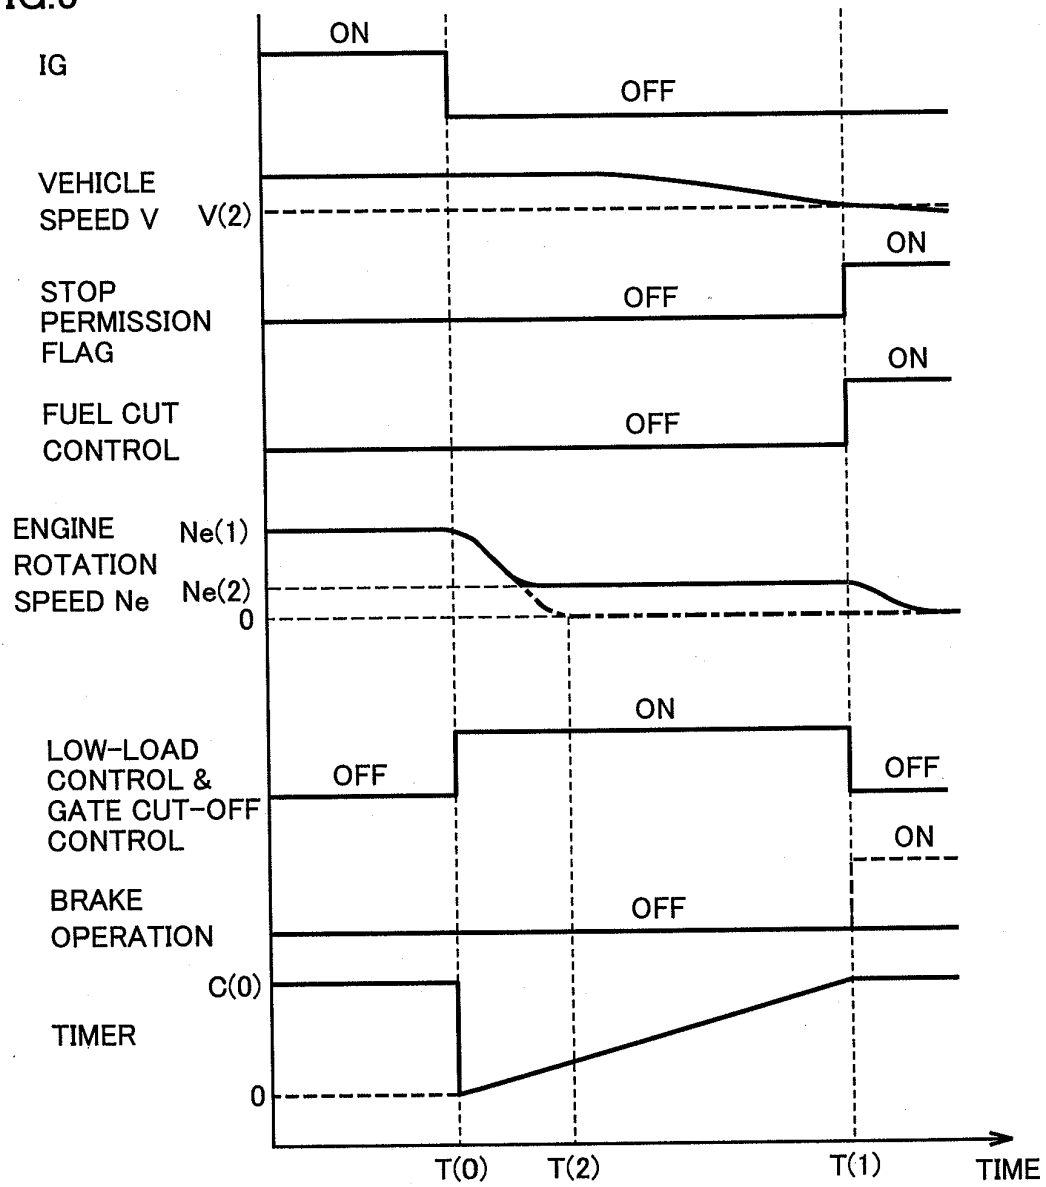 ON
IG
OFF
VEHICLE
SPEED V V(2)
ON
STOP
PERMISSION
FLAG
OFF
ON
FUEL CUT
CONTROL
OFF
ENGINE
ROTATION
SPEED Ne
Ne(1)
Ne(2)
0
ON
LOW-LOAD
CONTROL &
GATE CUT-OFF
CONTROL
OFF
OFF
ON
BRAKE
OPERATION
OFF
C(0)
TIMER
0
T(0) T(2) T(1) TIME